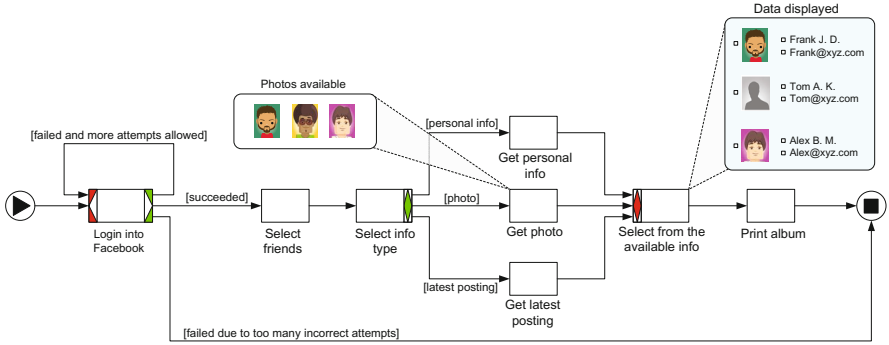 Data displayed
Frank J. D.
Frank@xyz.com
Tom A. K.
Tom@xyz.com
Alex B. M.
Alex@xyz.com
Photos available
[failed and more attempts allowed]
[personal info]
Get personal
info
[succeeded]
[photo]
Login into
Facebook
Select
friends
Select info
type
Get photo
Select from the
available info
Print album
[latest posting]
Get latest
posting
[failed due to too many incorrect attempts]